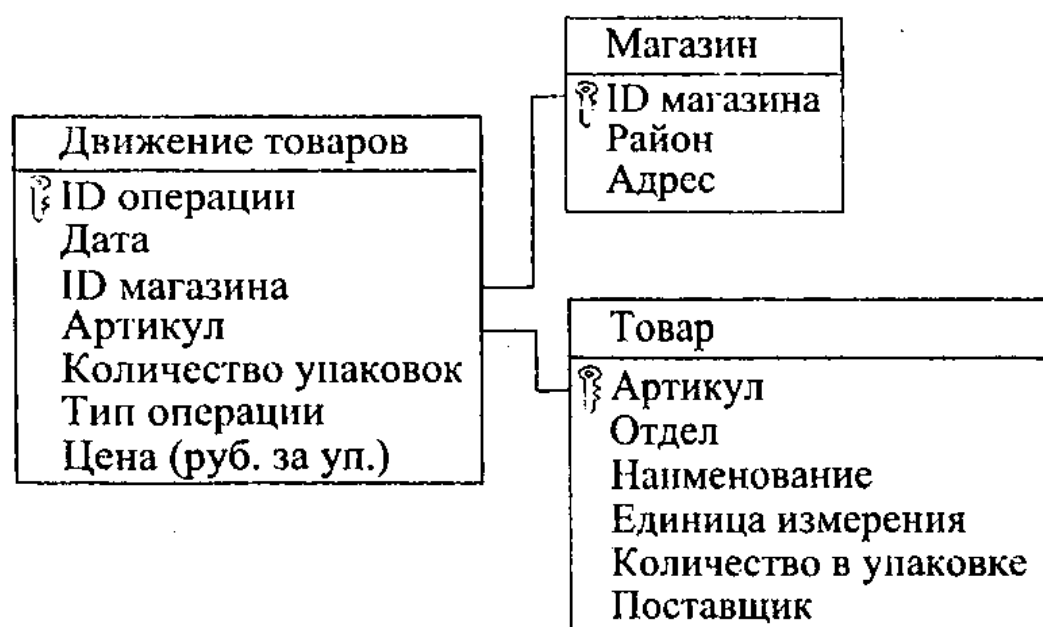 Движение товаров
ID операции
Дата
ID магазина
Артикул
Количество упаковок
Тип операции
Цена (руб. за уп.)
Магазин
ID магазина
Район
Адрес
Товар
Артикул
Отдел
Наименование
Единица измерения
Количество в упаковке
Поставщик